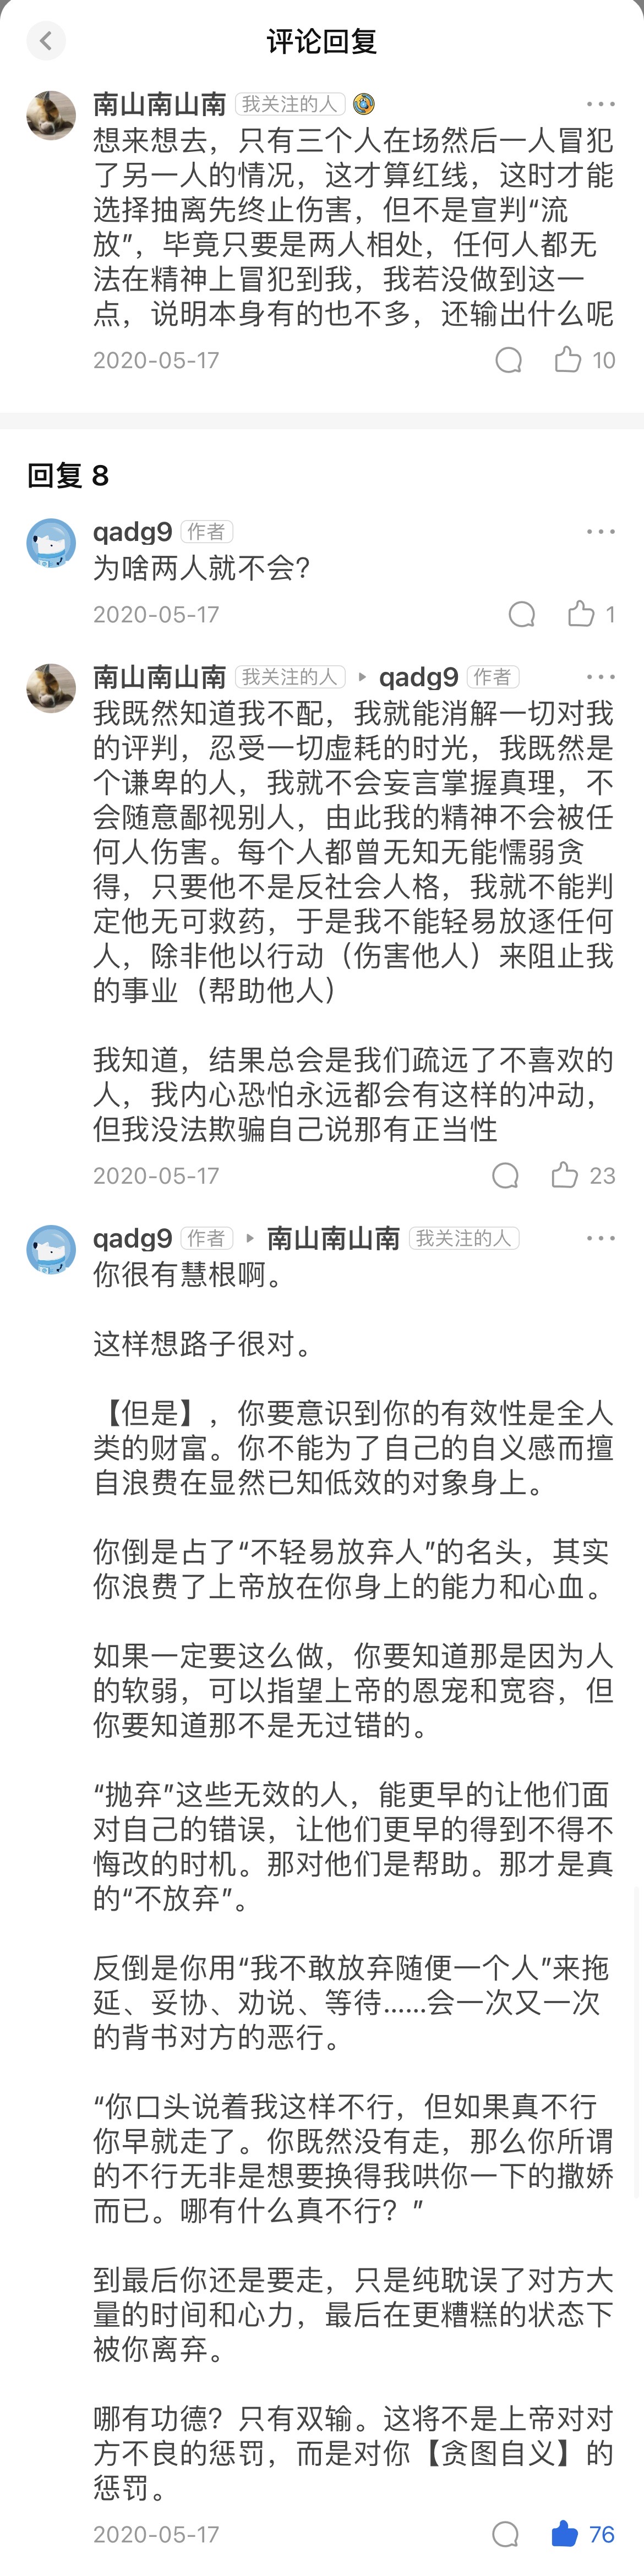 评论回复
南山南山南 我关注的人
想来想去，只有三个人在场然后一人冒犯
了另一人的情况，这才算红线，这时才能
选择抽离先终止伤害，但不是宣判“流
放”，毕竟只要是两人相处，任何人都无
法在精神上冒犯到我，我若没做到这一
点，说明本身有的也不多，还输出什么呢
2020-05-17 10
回复 8
qadg9 作者
为啥两人就不会？
2020-05-17 1
南山南山南 我关注的人 qadg9 作者
我既然知道我不配，我就能消解一切对我
的评判，忍受一切虚耗的时光，我既然是
个谦卑的人，我就不会妄言掌握真理，不
会随意鄙视别人，由此我的精神不会被任
何人伤害。每个人都曾无知无能懦弱贪
得，只要他不是反社会人格，我就不能判
定他无可救药，于是我不能轻易放逐任何
人，除非他以行动（伤害他人）来阻止我
的事业（帮助他人）
我知道，结果总会是我们疏远了不喜欢的
人，我内心恐怕永远都会有这样的冲动，
但我没法欺骗自己说那有正当性
2020-05-17 23
qadg9 作者 南山南山南 我关注的人
你很有慧根啊。
这样想路子很对。
【但是】，你要意识到你的有效性是全人
类的财富。你不能为了自己的自义感而擅
自浪费在显然已知低效的对象身上。
你倒是占了“不轻易放弃人”的名头，其实
你浪费了上帝放在你身上的能力和心血。
如果一定要这么做，你要知道那是因为人
的软弱，可以指望上帝的恩宠和宽容，但
你要知道那不是无过错的。
“抛弃”这些无效的人，能更早的让他们面
对自己的错误，让他们更早的得到不得不
悔改的时机。那对他们是帮助。那才是真
的“不放弃”。
反倒是你用“我不敢放弃随便一个人”来拖
延、妥协、劝说、等待……会一次又一次
的背书对方的恶行。
“你口头说着我这样不行，但如果真不行
你早就走了。你既然没有走，那么你所谓
的不行无非是想要换得我哄你一下的撒娇
而已。哪有什么真不行？”
到最后你还是要走，只是纯耽误了对方大
量的时间和心力，最后在更糟糕的状态下
被你离弃。
哪有功德？只有双输。这将不是上帝对对
方不良的惩罚，而是对你【贪图自义】的
惩罚。
2020-05-17 76